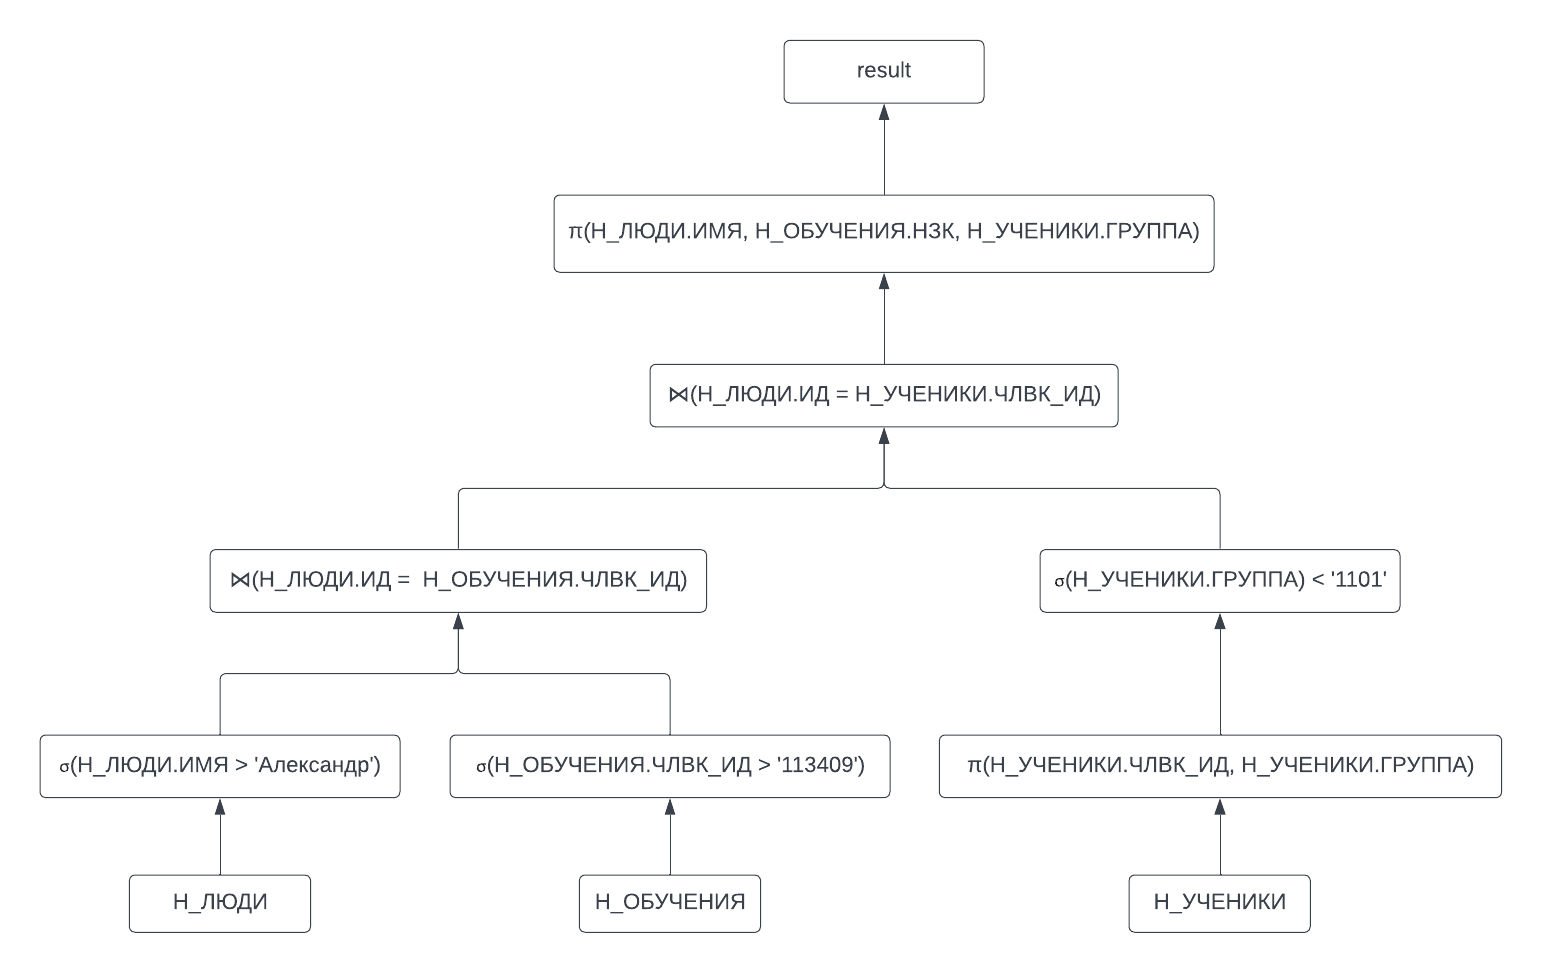 result
π(Н_ЛЮДИ.ИМЯ, Н_ОБУЧЕНИЯ.НЗК, Н_УЧЕНИКИ.ГРУППА)
⋈(Н_ЛЮДИ.ИД = Н_УЧЕНИКИ.ЧЛВК_ИД)
⋈(Н_ЛЮДИ.ИД =  Н_ОБУЧЕНИЯ.ЧЛВК_ИД)
σ(Н_УЧЕНИКИ.ГРУППА) < '1101'
σ(Н_ЛЮДИ.ИМЯ > 'Александр')
σ(Н_ОБУЧЕНИЯ.ЧЛВК_ИД > '113409')
π(Н_УЧЕНИКИ.ЧЛВК_ИД, Н_УЧЕНИКИ.ГРУППА)
Н_ЛЮДИ
Н_ОБУЧЕНИЯ
Н_УЧЕНИКИ